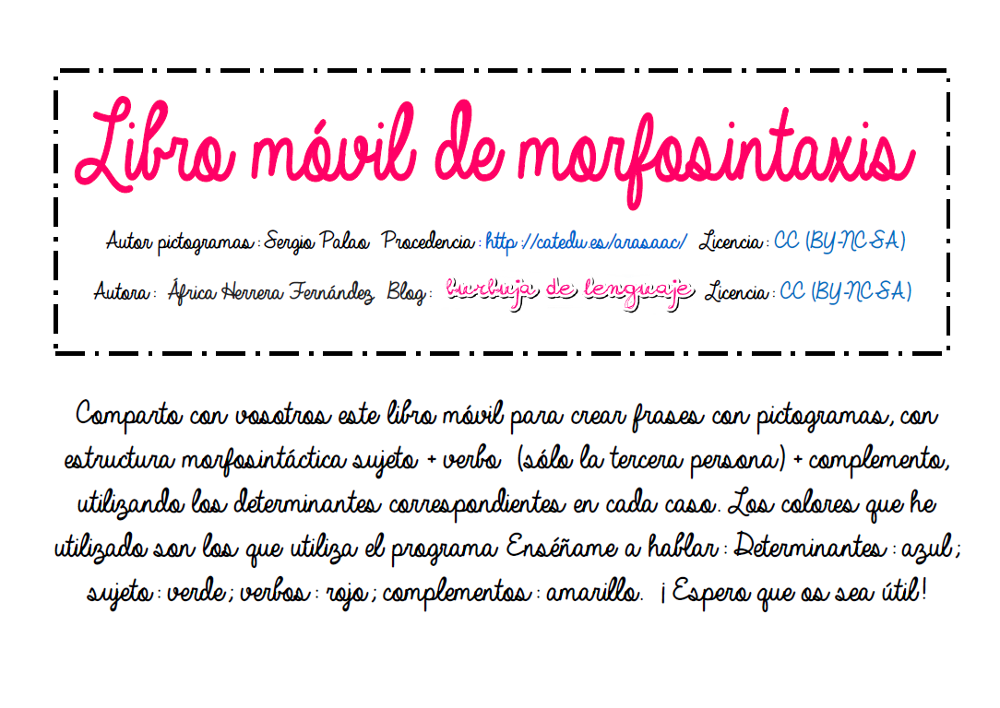 Libro móvil de morfosintaxis
Autor pictogramas: Sergio Palao Procedencia: http://catedu.es/arasaac/ Licencia: CC (BY-NC-SA)
Autora: África Herrera Fernández Blog: burbuja de lenguaje Licencia: CC (BY-NC-SA)
Comparto con vosotros este libro móvil para crear frases con pictogramas, con
estructura morfosintáctica sujeto + verbo (sólo la tercera persona) + complemento,
utilizando los determinantes correspondientes en cada caso. Los colores que he
utilizado son los que utiliza el programa Enséñame a hablar: Determinantes: azul;
sujeto: verde; verbos: rojo; complementos: amarillo. ¡Espero que os sea útil!